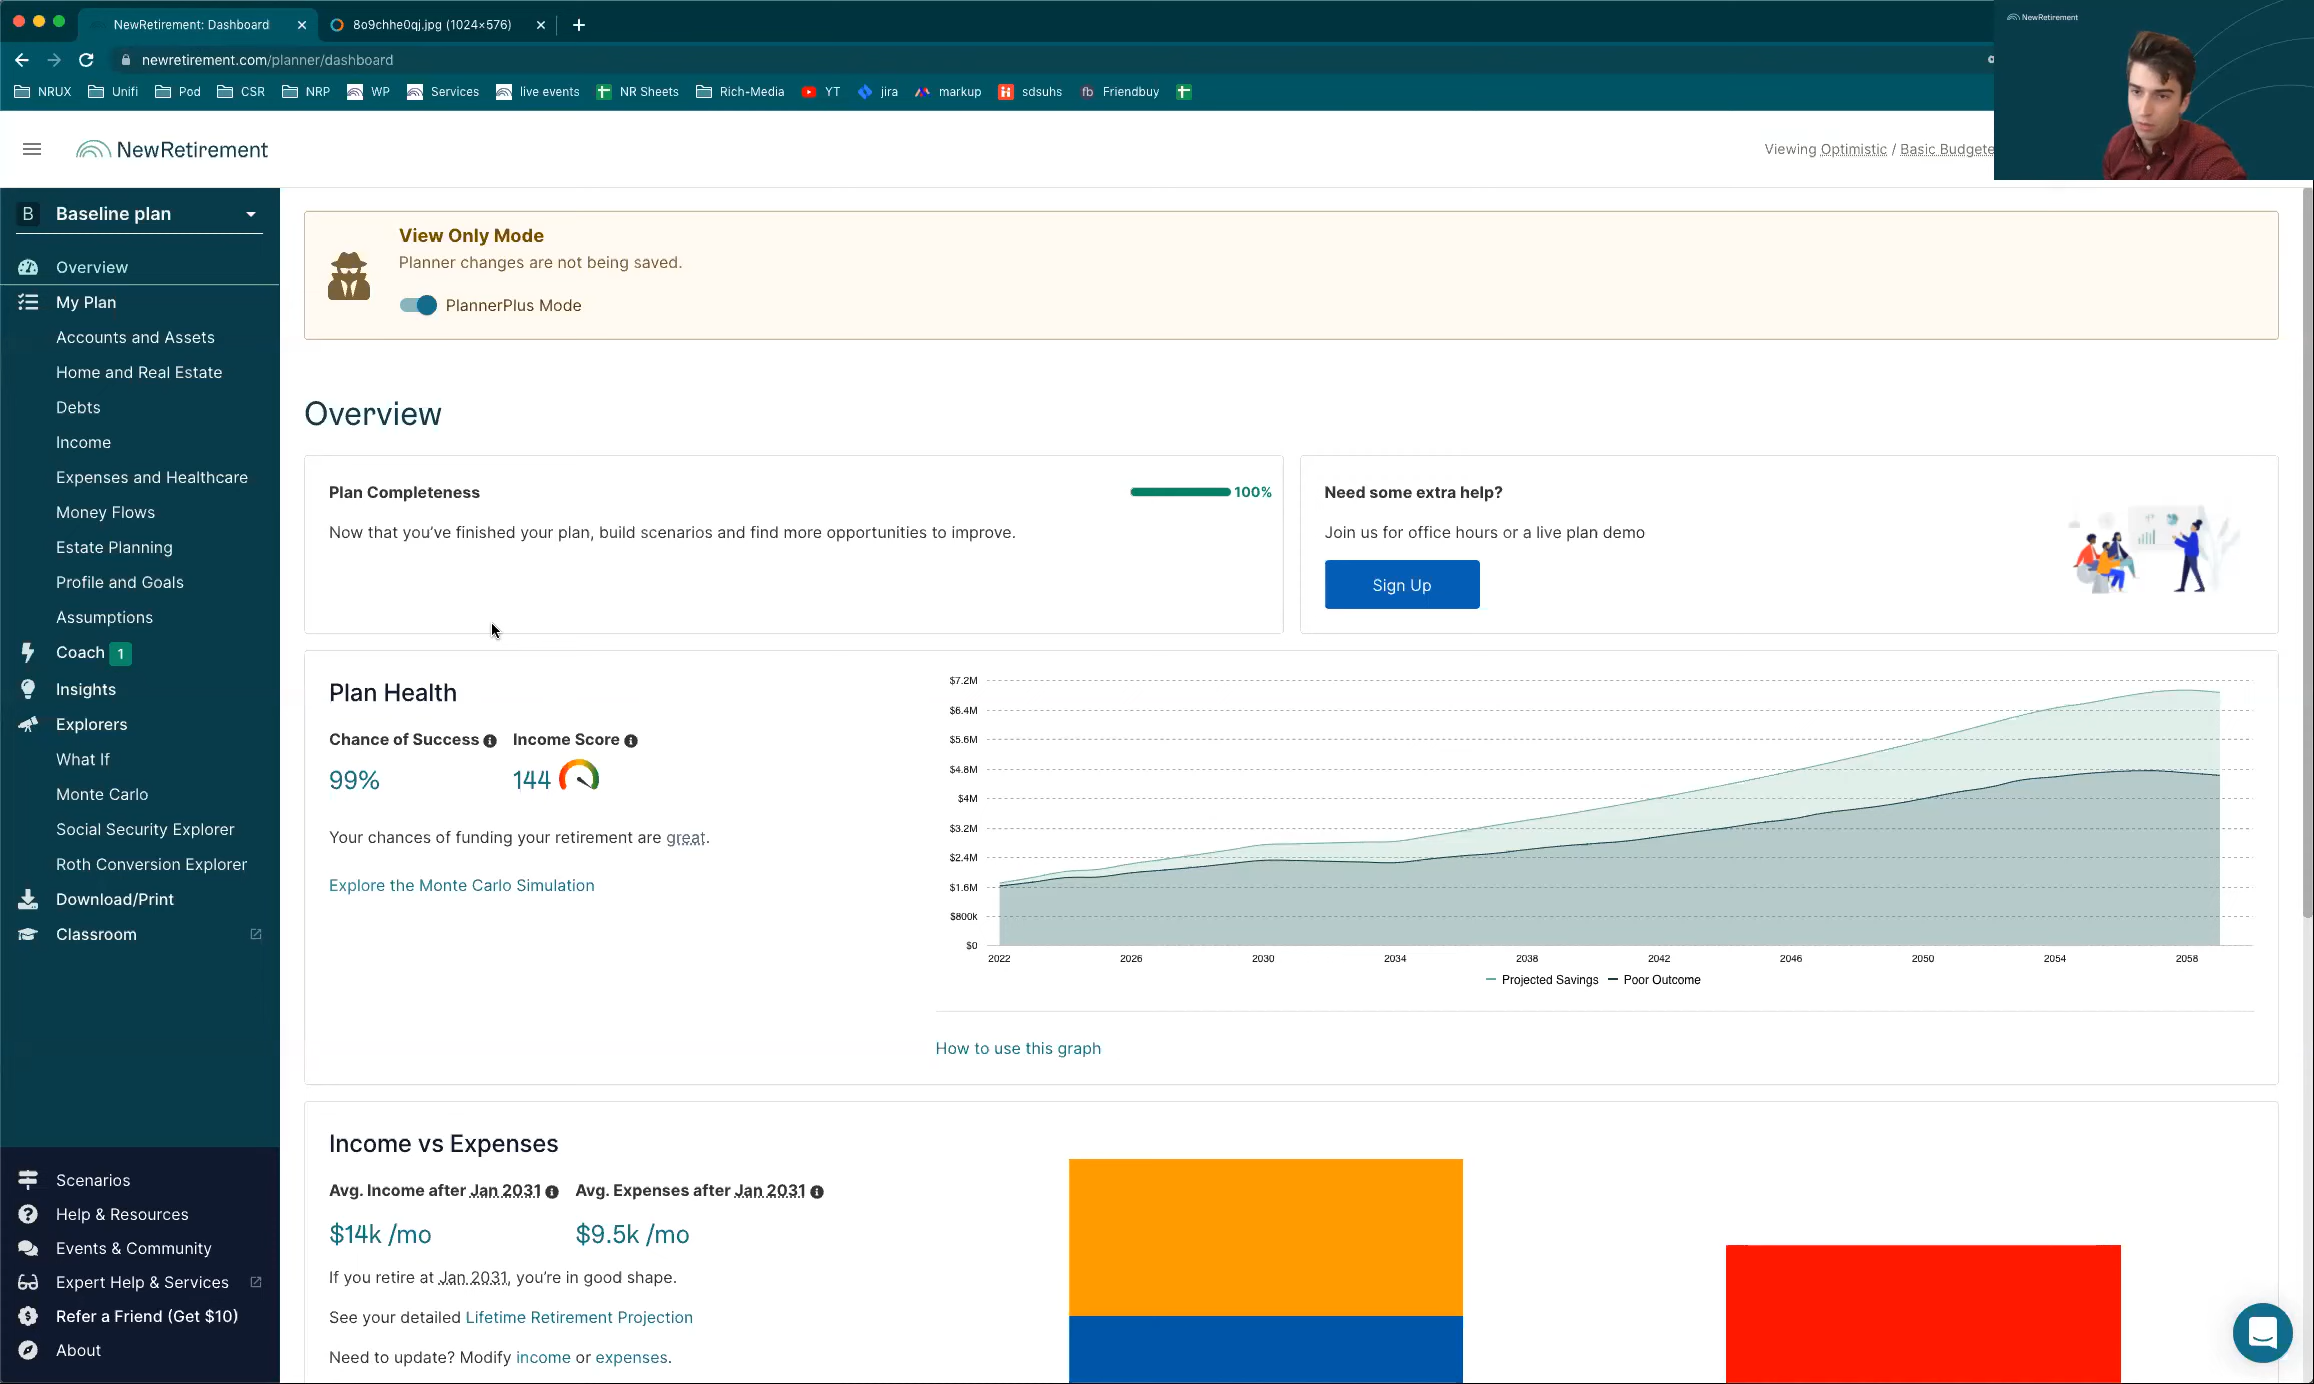 NewRetirement: Dashboard
8o9chhe0qj.jpg (1024×576)
newretirement.com/planner/dashboard
NRUX Unifi Pod CSR NRP WP Services live events NR Sheets Rich-Media YT jira markup sdsuhs fb Friendbuy
NewRetirement
NewRetirement
Viewing Optimistic / Basic Budgete
B Baseline plan
Overview
My Plan
Accounts and Assets
Home and Real Estate
Debts
Income
Expenses and Healthcare
Money Flows
Estate Planning
Profile and Goals
Assumptions
Coach 1
Insights
Explorers
What If
Monte Carlo
Social Security Explorer
Roth Conversion Explorer
Download/Print
Classroom
Scenarios
Help & Resources
Events & Community
Expert Help & Services
Refer a Friend (Get $10)
About
View Only Mode
Planner changes are not being saved.
PlannerPlus Mode
Overview
Plan Completeness
100%
Now that you've finished your plan, build scenarios and find more opportunities to improve.
Need some extra help?
Join us for office hours or a live plan demo
Sign Up
Plan Health
Chance of Success Income Score
99% 144
Your chances of funding your retirement are great.
Explore the Monte Carlo Simulation
$7.2M
$6.4M
$5.6M
$4.8M
$4M
$3.2M
$2.4M
$1.6M
$800k
$0
2022 2026 2030 2034 2038 2042 2046 2050 2054 2058
Projected Savings Poor Outcome
How to use this graph
Income vs Expenses
Avg. Income after Jan 2031 Avg. Expenses after Jan 2031
$14k /mo $9.5k /mo
If you retire at Jan 2031, you're in good shape.
See your detailed Lifetime Retirement Projection
Need to update? Modify income or expenses.